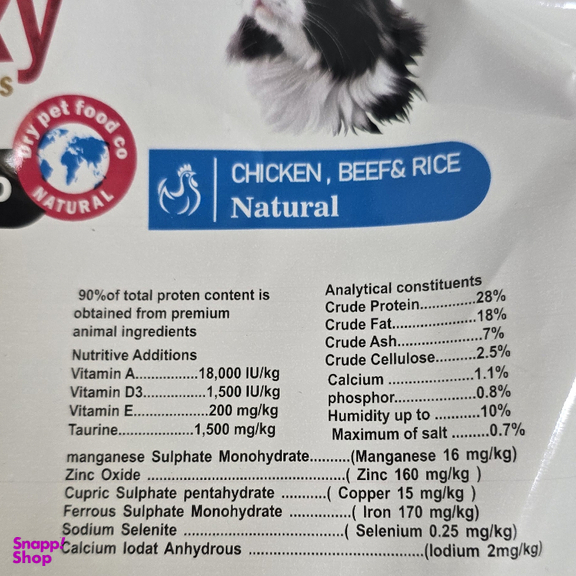 ky
S
Dry pet food co
NATURAL
CHICKEN , BEEF& RICE
Natural
90%of total proten content is
obtained from premium
animal ingredients
Nutritive Additions
Vitamin A..............18,000 IU/kg
Vitamin D3..............1,500 IU/kg
Vitamin E.................200 mg/kg
Taurine.................1,500 mg/kg
Analytical constituents
Crude Protein.............28%
Crude Fat....................18%
Crude Ash....................7%
Crude Cellulose..........2.5%
Calcium ....................1.1%
phosphor...................0.8%
Humidity up to ..........10%
Maximum of salt .........0.7%
manganese Sulphate Monohydrate.........(Manganese 16 mg/kg)
Zinc Oxide ............................................( Zinc 160 mg/kg )
Cupric Sulphate pentahydrate ..........( Copper 15 mg/kg )
Ferrous Sulphate Monohydrate ............( Iron 170 mg/kg)
Sodium Selenite ....................................( Selenium 0.25 mg/kg)
Calcium Iodat Anhydrous .......................................(Iodium 2mg/kg)
Snapp!
Shop